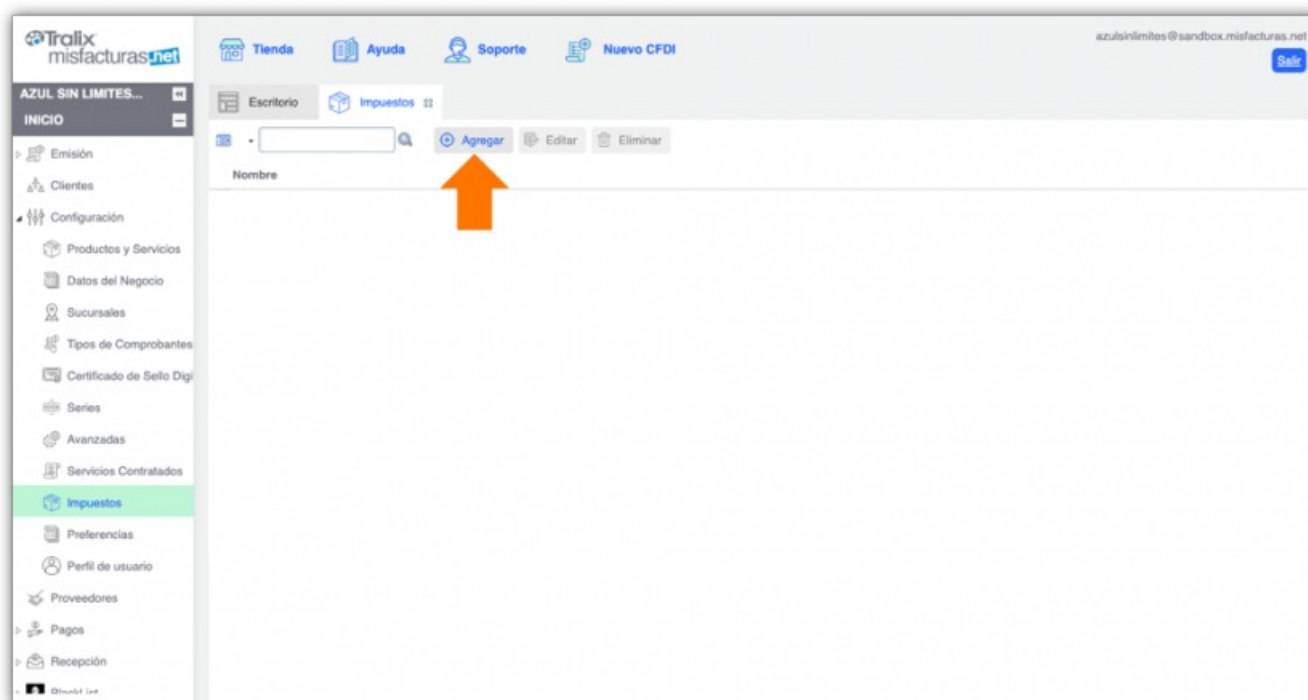 Tralix
misfacturas.net
Tienda
Ayuda
Soporte
Nuevo CFDI
azulsinlimites@sandbox.misfacturas.net
Salir
AZUL SIN LIMITES...
INICIO
Escritorio
Impuestos
Agregar
Editar
Eliminar
Nombre
Emisión
Clientes
Configuración
Productos y Servicios
Datos del Negocio
Sucursales
Tipos de Comprobantes
Certificado de Sello Digi
Series
Avanzadas
Servicios Contratados
Impuestos
Preferencias
Perfil de usuario
Proveedores
Pagos
Recepción
BlackList